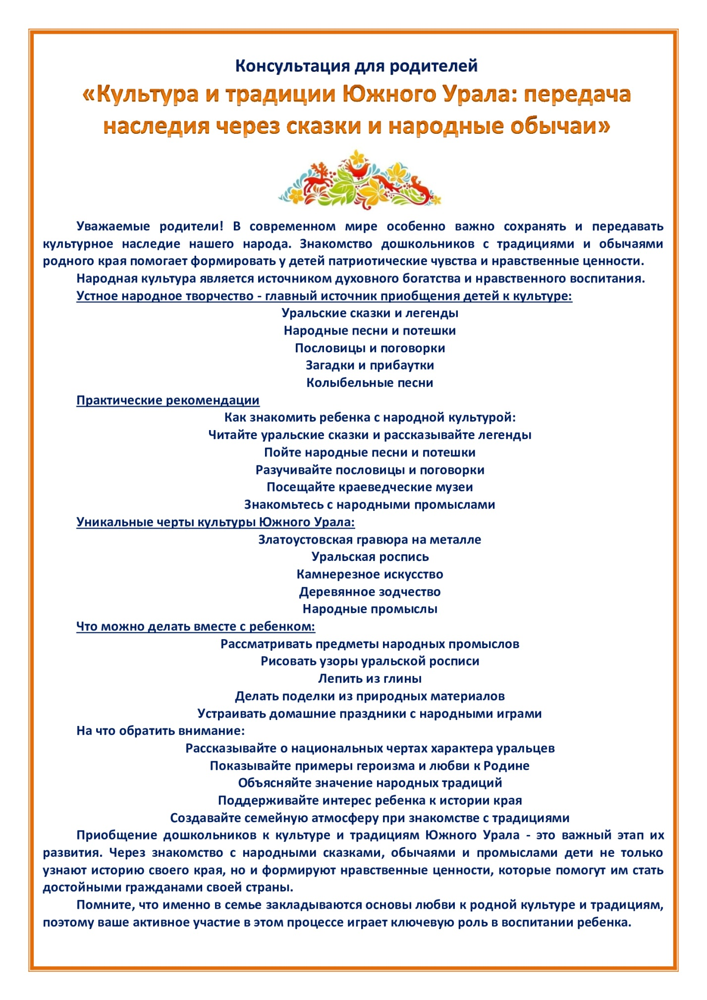 Консультация для родителей
«Культура и традиции Южного Урала: передача
наследия через сказки и народные обычаи»
Уважаемые родители! В современном мире особенно важно сохранять и передавать
культурное наследие нашего народа. Знакомство дошкольников с традициями и обычаями
родного края помогает формировать у детей патриотические чувства и нравственные ценности.
Народная культура является источником духовного богатства и нравственного воспитания.
Устное народное творчество - главный источник приобщения детей к культуре:
Уральские сказки и легенды
Народные песни и потешки
Пословицы и поговорки
Загадки и прибаутки
Колыбельные песни
Практические рекомендации
Как знакомить ребенка с народной культурой:
Читайте уральские сказки и рассказывайте легенды
Пойте народные песни и потешки
Разучивайте пословицы и поговорки
Посещайте краеведческие музеи
Знакомьтесь с народными промыслами
Уникальные черты культуры Южного Урала:
Златоустовская гравюра на металле
Уральская роспись
Камнерезное искусство
Деревянное зодчество
Народные промыслы
Что можно делать вместе с ребенком:
Рассматривать предметы народных промыслов
Рисовать узоры уральской росписи
Лепить из глины
Делать поделки из природных материалов
Устраивать домашние праздники с народными играми
На что обратить внимание:
Рассказывайте о национальных чертах характера уральцев
Показывайте примеры героизма и любви к Родине
Объясняйте значение народных традиций
Поддерживайте интерес ребенка к истории края
Создавайте семейную атмосферу при знакомстве с традициями
Приобщение дошкольников к культуре и традициям Южного Урала - это важный этап их
развития. Через знакомство с народными сказками, обычаями и промыслами дети не только
узнают историю своего края, но и формируют нравственные ценности, которые помогут им стать
достойными гражданами своей страны.
Помните, что именно в семье закладываются основы любви к родной культуре и традициям,
поэтому ваше активное участие в этом процессе играет ключевую роль в воспитании ребенка.